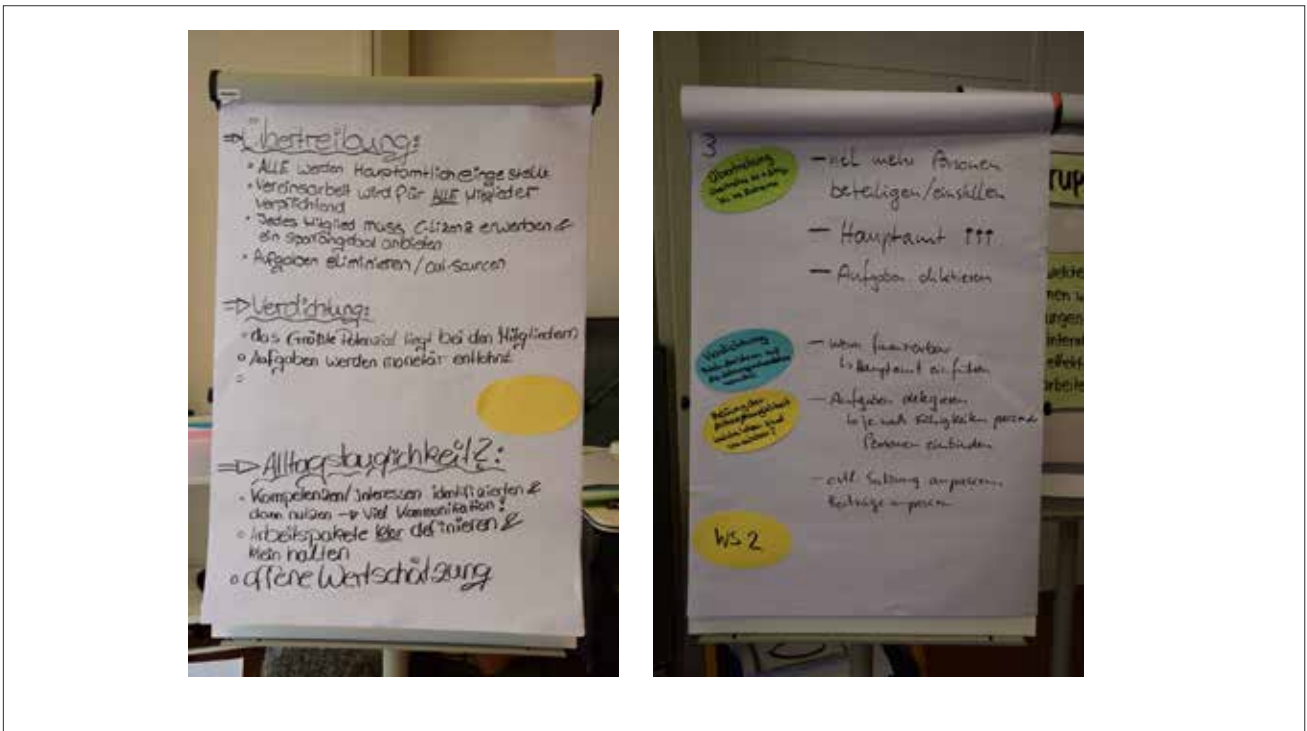 ⇒ Übertreibung:
• ALLE werden Hauptamtlich eingestellt
• Vereinsarbeit wird für ALLE Mitglieder
verpflichtend
• Jedes Mitglied muss C-Lizenz erwerben &
ein Sportangebot anbieten
• Aufgaben eliminieren / out-sourcen
⇒ Verdichtung:
• das Größte Potenzial liegt bei den Mitgliedern
• Aufgaben werden monetär entlohnt
⇒ Alltagstauglichkeit?:
• Kompetenzen/Interessen identifizieren &
dann nutzen → Viel Kommunikation!
• Arbeitspakete klar definieren &
klein halten
• offene Wertschätzung
3
Übertreibung
— viel mehr Personen
beteiligen/einstellen
— Hauptamt ↑↑↑
— Aufgaben diktieren
Verdichtung
— wenn finanzierbar
↳ Hauptamt einführen
— Aufgaben delegieren
↳ je nach Fähigkeiten
Personen einbinden
— evtl. Satzung anpassen
Beiträge anpassen
WS 2